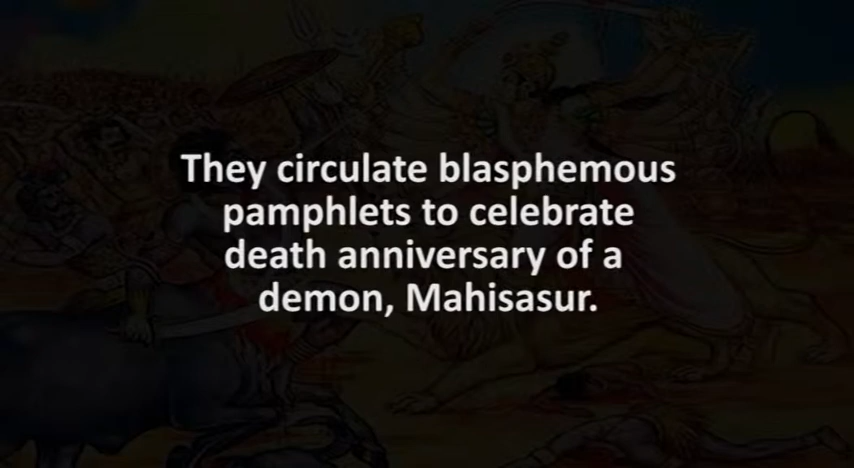 They circulate blasphemous
pamphlets to celebrate
death anniversary of a
demon, Mahisasur.